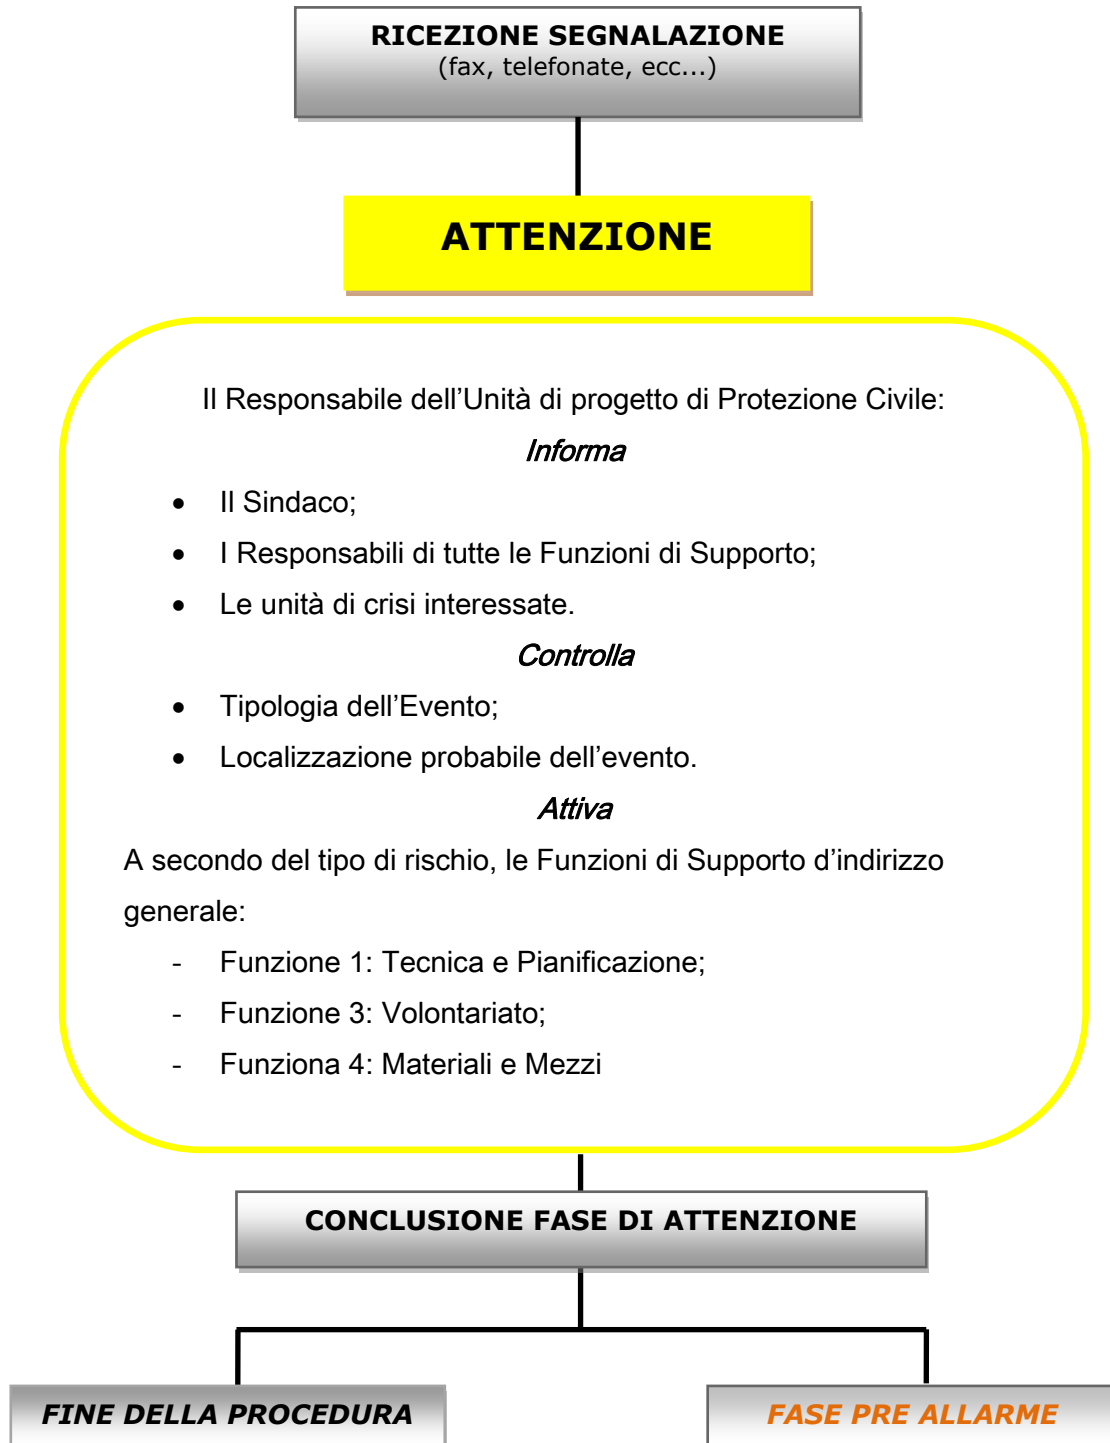 RICEZIONE SEGNALAZIONE
(fax, telefonate, ecc...)
ATTENZIONE
Il Responsabile dell’Unità di progetto di Protezione Civile:
Informa
• Il Sindaco;
• I Responsabili di tutte le Funzioni di Supporto;
• Le unità di crisi interessate.
Controlla
• Tipologia dell’Evento;
• Localizzazione probabile dell’evento.
Attiva
A secondo del tipo di rischio, le Funzioni di Supporto d’indirizzo
generale:
- Funzione 1: Tecnica e Pianificazione;
- Funzione 3: Volontariato;
- Funziona 4: Materiali e Mezzi
CONCLUSIONE FASE DI ATTENZIONE
FINE DELLA PROCEDURA
FASE PRE ALLARME